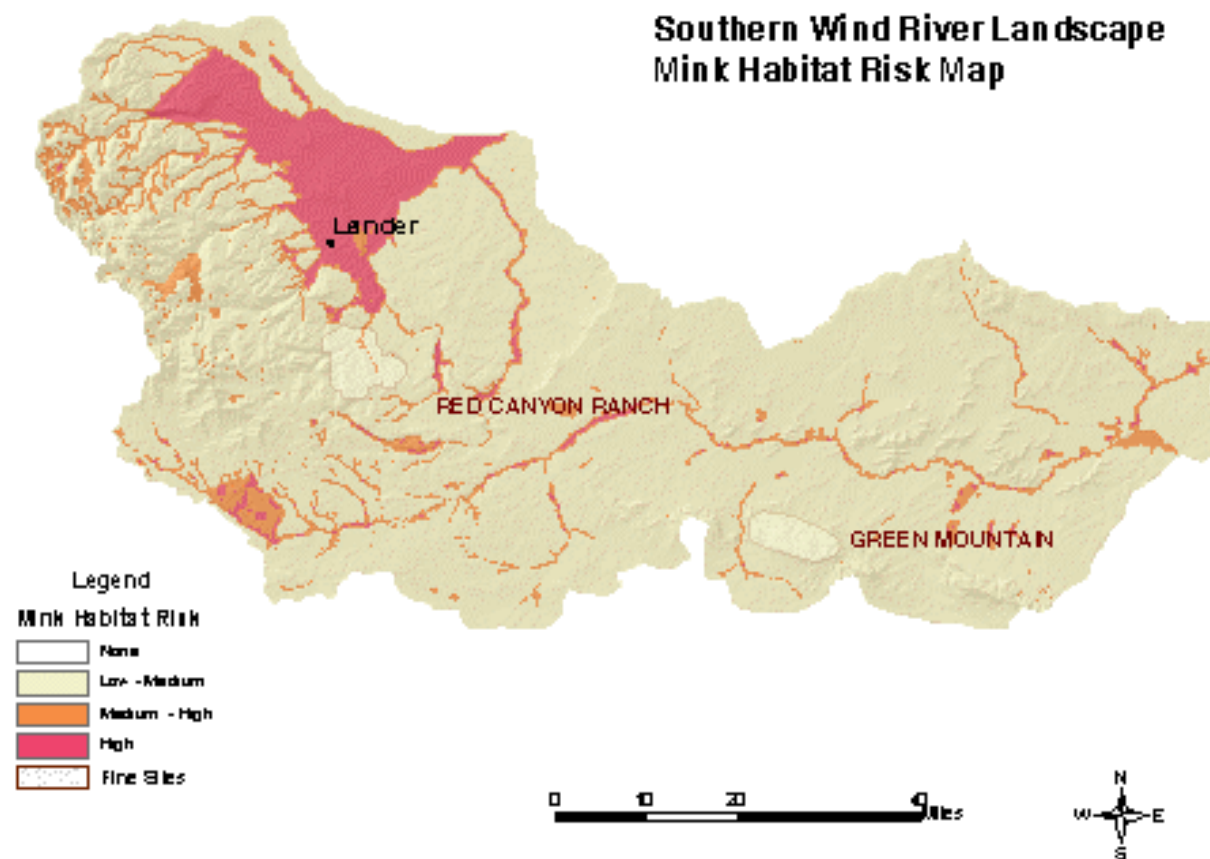 Southern Wind River Landscape
Mink Habitat Risk Map
Lander
RED CANYON RANCH
GREEN MOUNTAIN
Legend
Mink Habitat Risk
None
Low - Medium
Medium - High
High
Fine Sites
0 10 20 40 Miles
N
W E
S